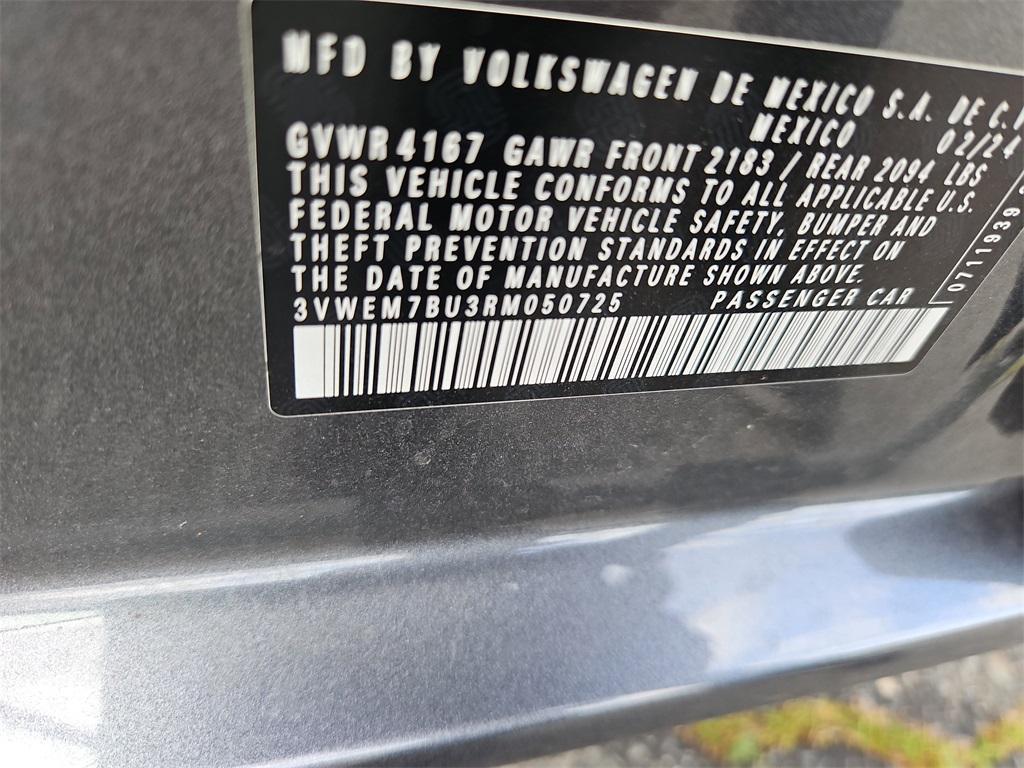 MFD BY VOLKSWAGEN DE MEXICO S.A. DE C.V
MEXICO 02/24
GVWR 4167 GAWR FRONT 2183 / REAR 2094 LBS
THIS VEHICLE CONFORMS TO ALL APPLICABLE U.S.
FEDERAL MOTOR VEHICLE SAFETY, BUMPER AND
THEFT PREVENTION STANDARDS IN EFFECT ON
THE DATE OF MANUFACTURE SHOWN ABOVE.
3VWEM7BU3RM050725 PASSENGER CAR
0711939